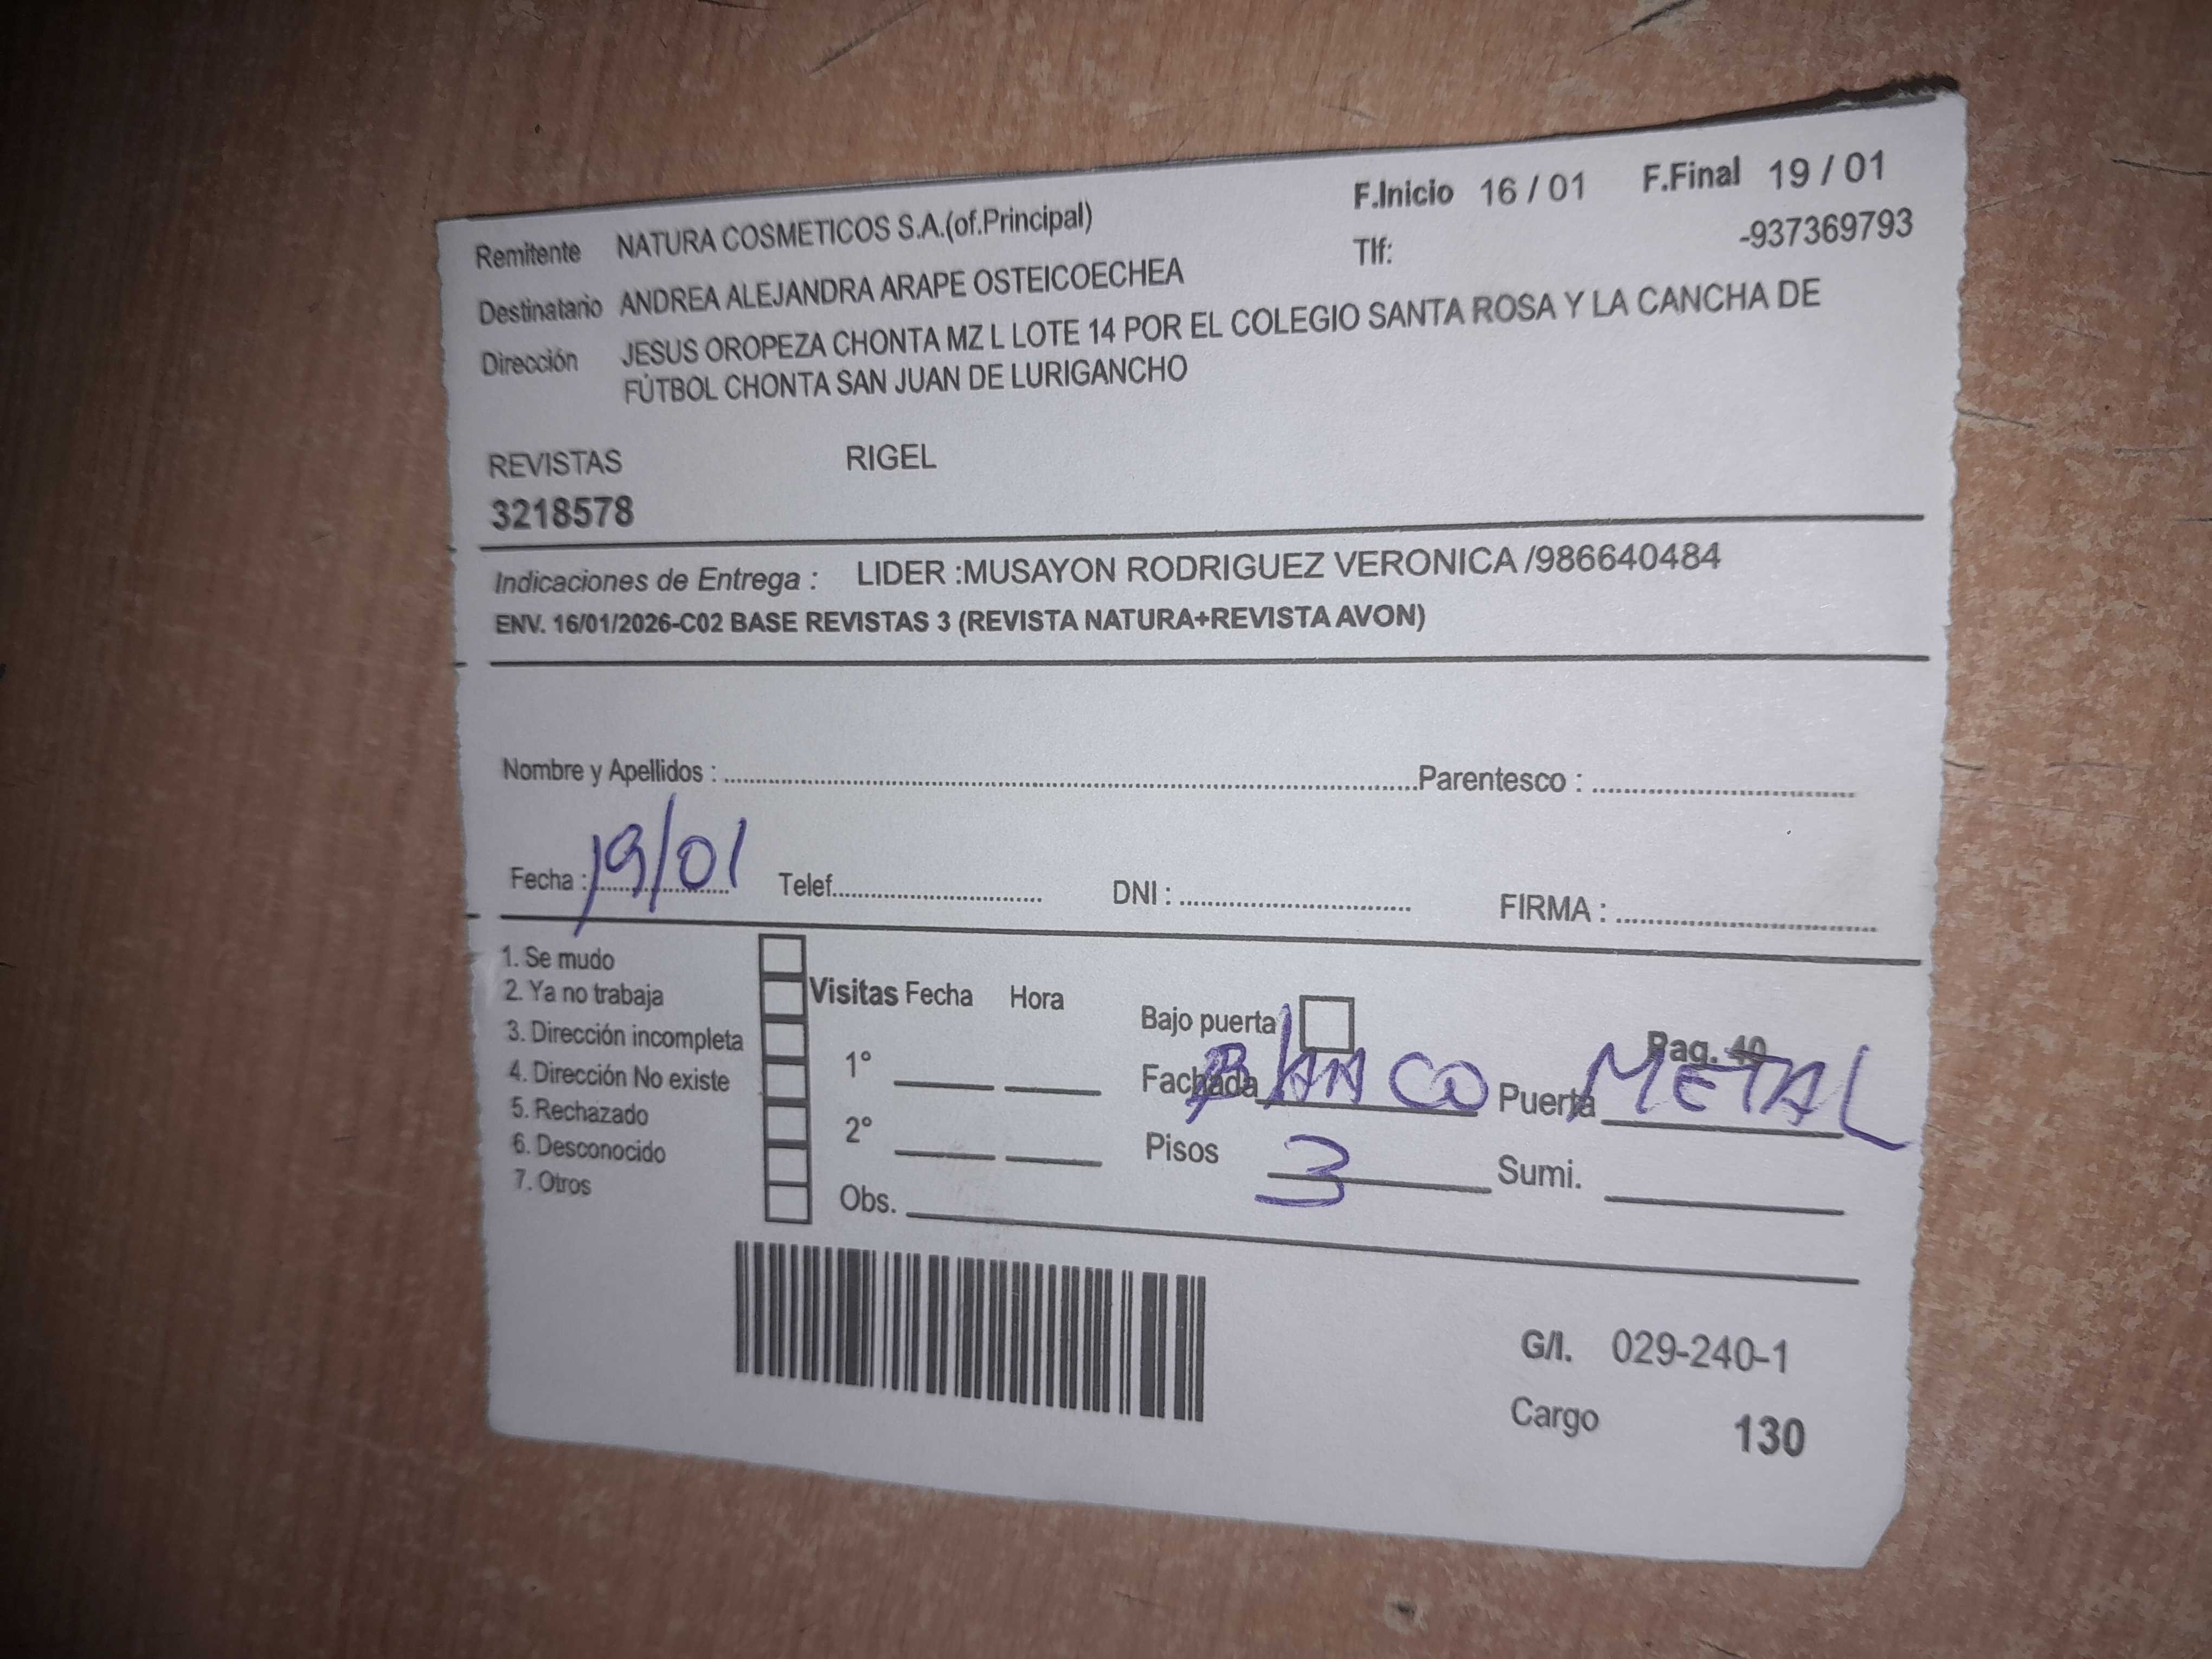 Remitente NATURA COSMETICOS S.A.(of.Principal) F.Inicio 16 / 01 F.Final 19 / 01
Tlf: -937369793
Destinatario ANDREA ALEJANDRA ARAPE OSTEICOECHEA
Dirección JESUS OROPEZA CHONTA MZ L LOTE 14 POR EL COLEGIO SANTA ROSA Y LA CANCHA DE
FÚTBOL CHONTA SAN JUAN DE LURIGANCHO
REVISTAS RIGEL
3218578
Indicaciones de Entrega : LIDER :MUSAYON RODRIGUEZ VERONICA /986640484
ENV. 16/01/2026-C02 BASE REVISTAS 3 (REVISTA NATURA+REVISTA AVON)
Nombre y Apellidos : Parentesco :
Fecha : 19/01 Telef. DNI : FIRMA :
1. Se mudo
2. Ya no trabaja
3. Dirección incompleta
4. Dirección No existe
5. Rechazado
6. Desconocido
7. Otros
Visitas Fecha Hora
1°
2°
Obs.
Bajo puerta Pag. 40
Fachada BlANCO Puerta METAL
Pisos 3 Sumi.
G/I. 029-240-1
Cargo 130